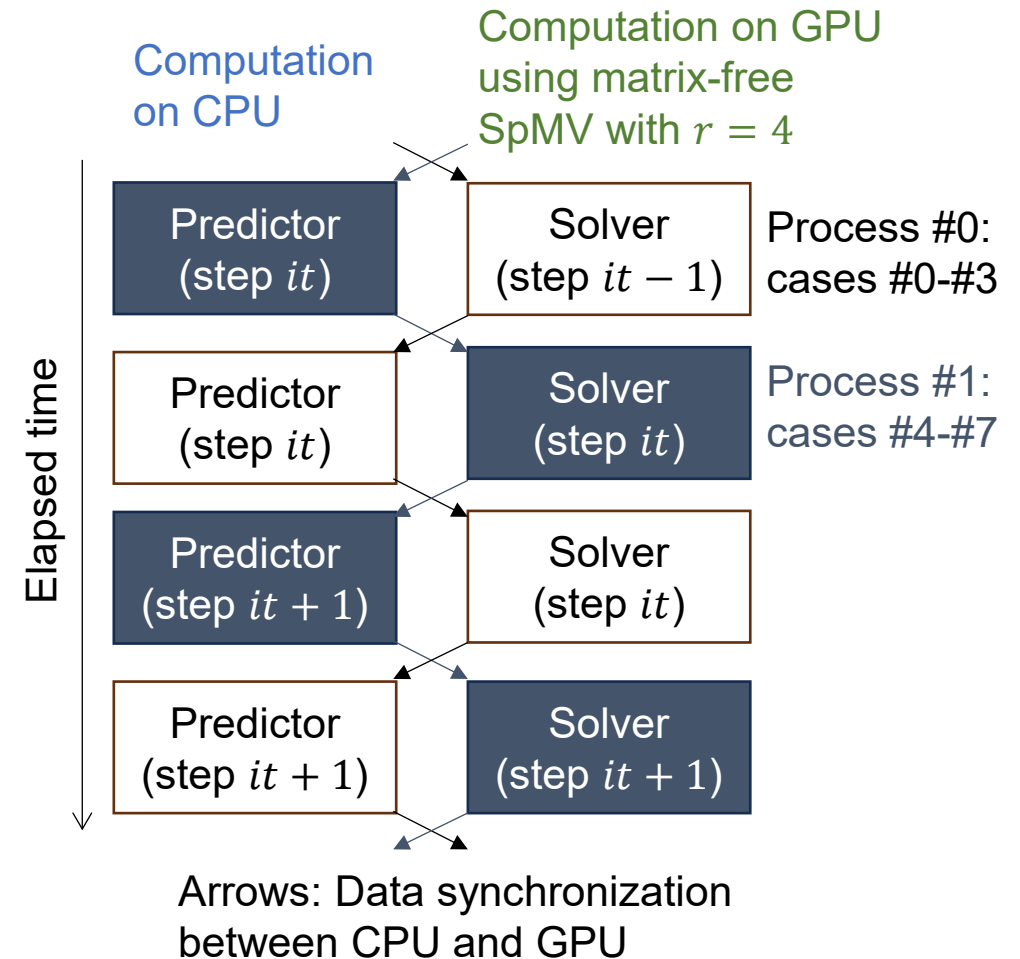 Computation
on CPU
Computation on GPU
using matrix-free
SpMV with r = 4
Elapsed time
Predictor
(step it)
Solver
(step it − 1)
Process #0:
cases #0-#3
Predictor
(step it)
Solver
(step it)
Process #1:
cases #4-#7
Predictor
(step it + 1)
Solver
(step it)
Predictor
(step it + 1)
Solver
(step it + 1)
Arrows: Data synchronization
between CPU and GPU